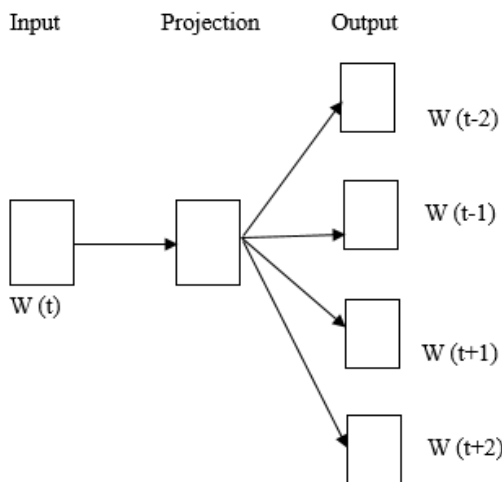 Input Projection Output
W (t-2)
W (t-1)
W (t)
W (t+1)
W (t+2)